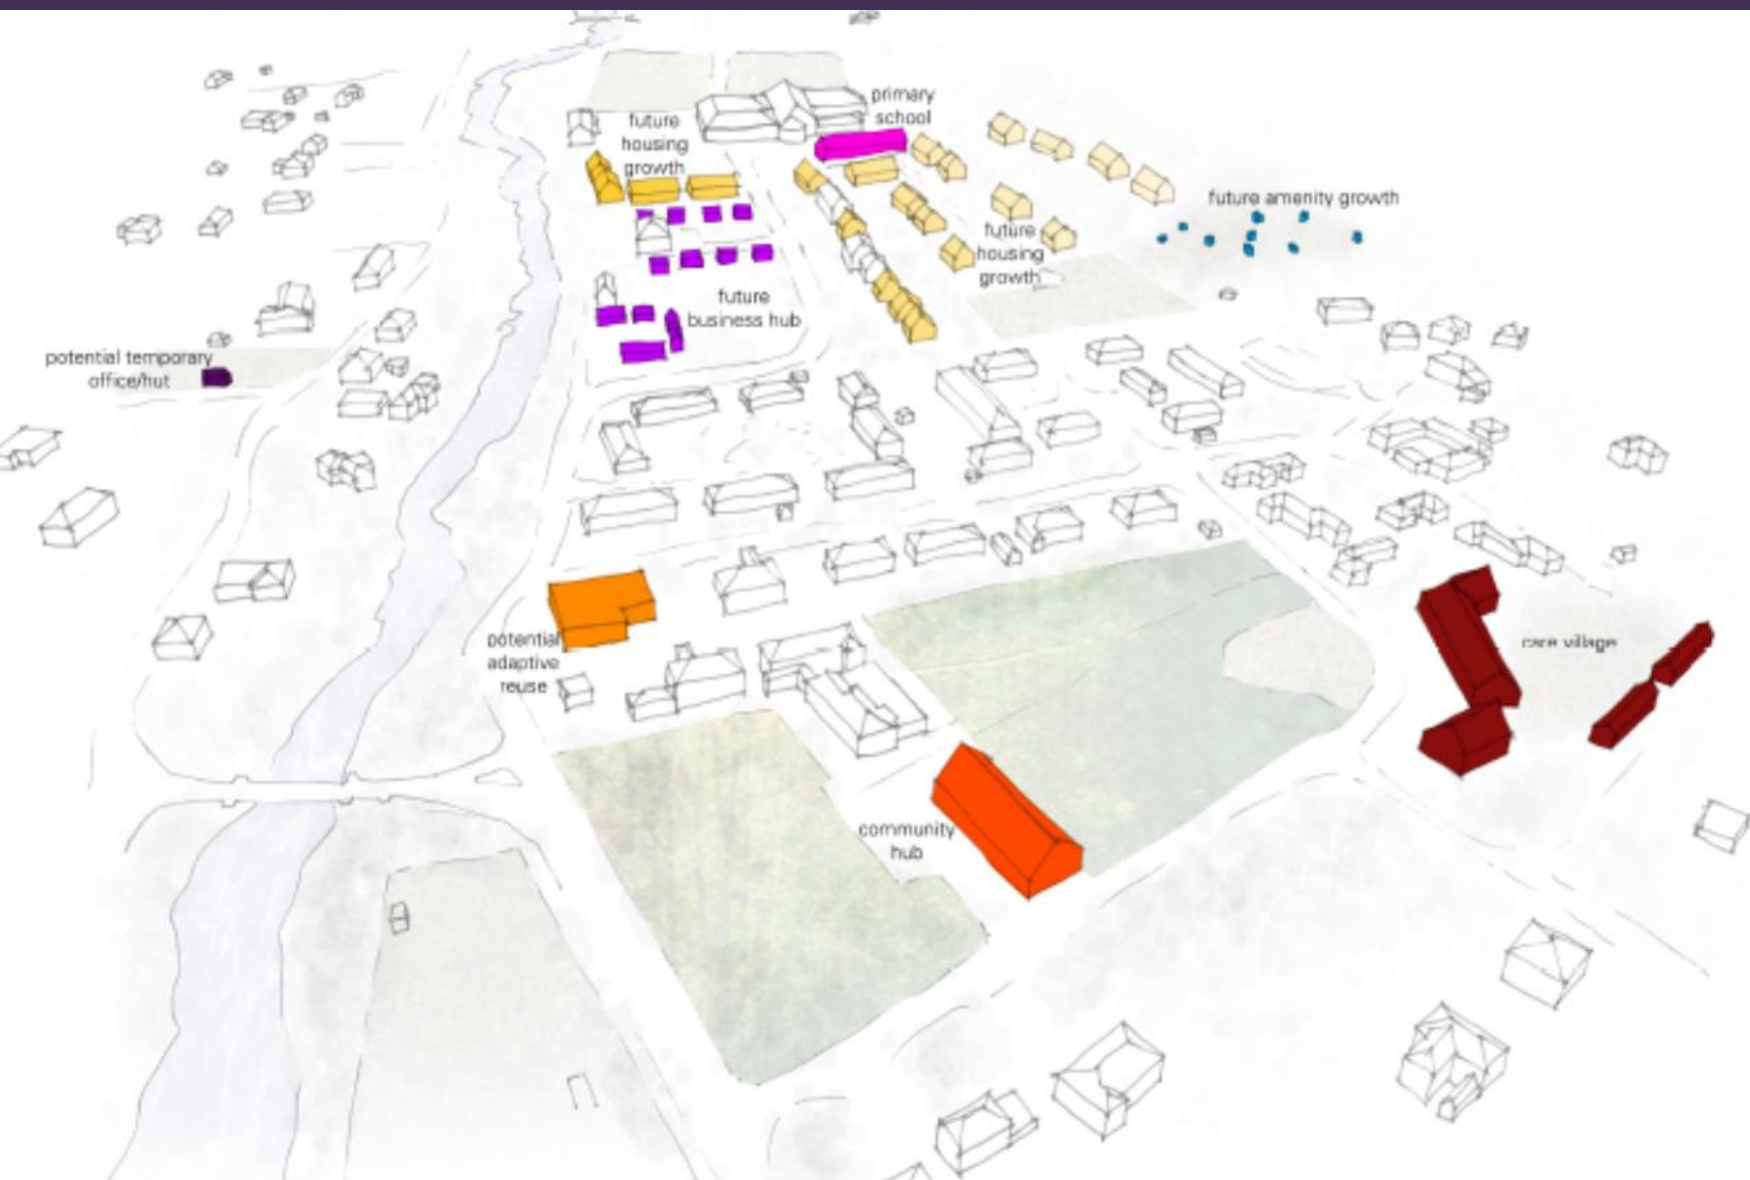 primary
school
future
housing
growth
future amenity growth
future
housing
growth
future
business hub
potential temporary
office/hut
potential
adaptive
reuse
care village
community
hub